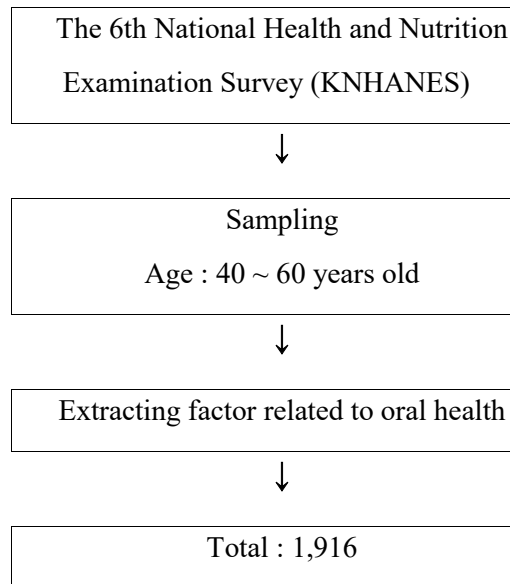 The 6th National Health and Nutrition
Examination Survey (KNHANES)
↓
Sampling
Age : 40 ~ 60 years old
↓
Extracting factor related to oral health
↓
Total : 1,916